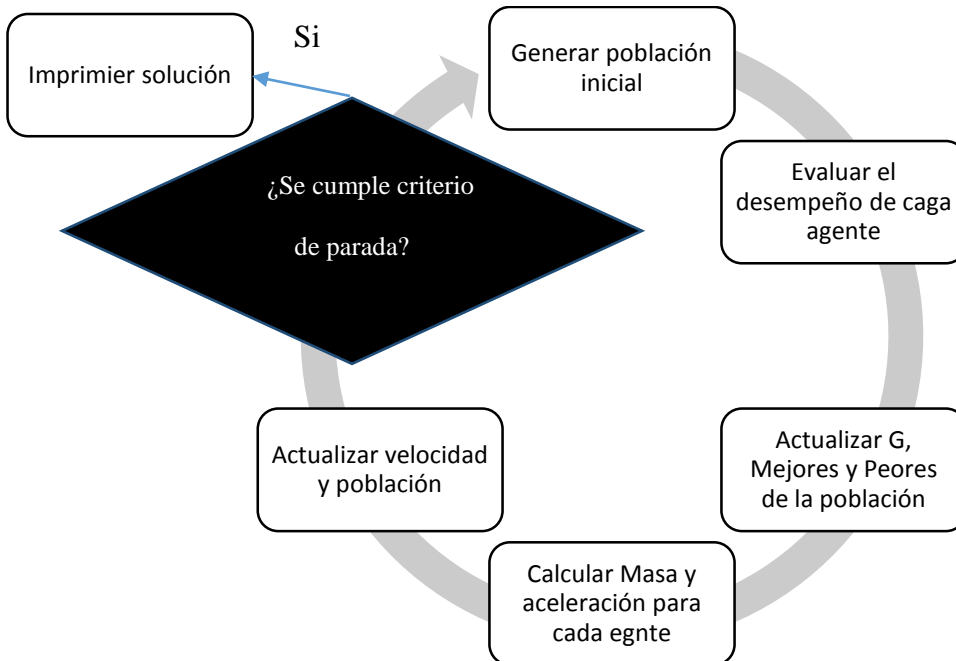 Si
Imprimier solución
Generar población
inicial
¿Se cumple criterio
de parada?
Evaluar el
desempeño de caga
agente
Actualizar velocidad
y población
Actualizar G,
Mejores y Peores
de la población
Calcular Masa y
aceleración para
cada egnte